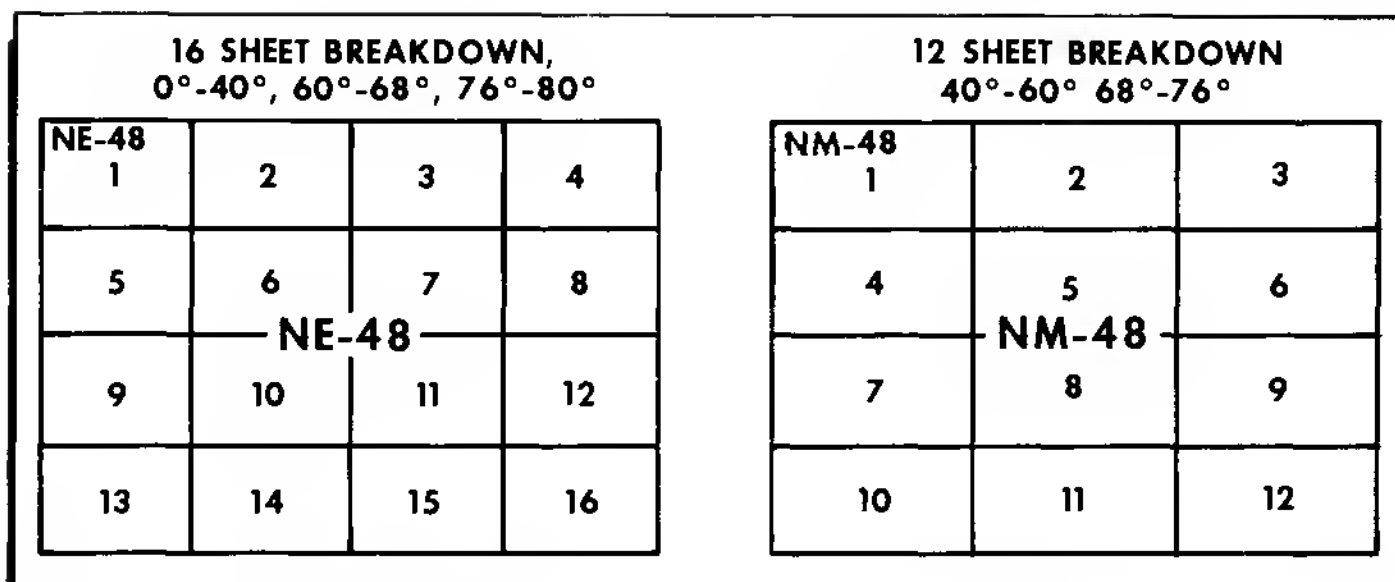 16 SHEET BREAKDOWN,
0°-40°, 60°-68°, 76°-80°
NE-48
1 2 3 4
5 6 7 8
NE-48
9 10 11 12
13 14 15 16
12 SHEET BREAKDOWN
40°-60° 68°-76°
NM-48
1 2 3
4 5 6
NM-48
7 8 9
10 11 12